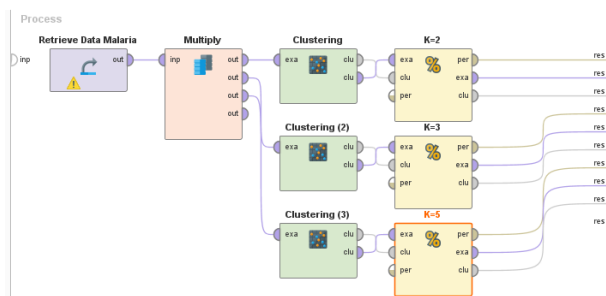 Process
Retrieve Data Malaria Multiply Clustering K=2
inp out inp out exa clu exa per res
out clu clu exa res
out per clu res
out res
Clustering (2) K=3
res
exa clu exa per res
clu clu exa res
per clu res
Clustering (3) K=5
res
exa clu exa per res
clu clu exa
per clu